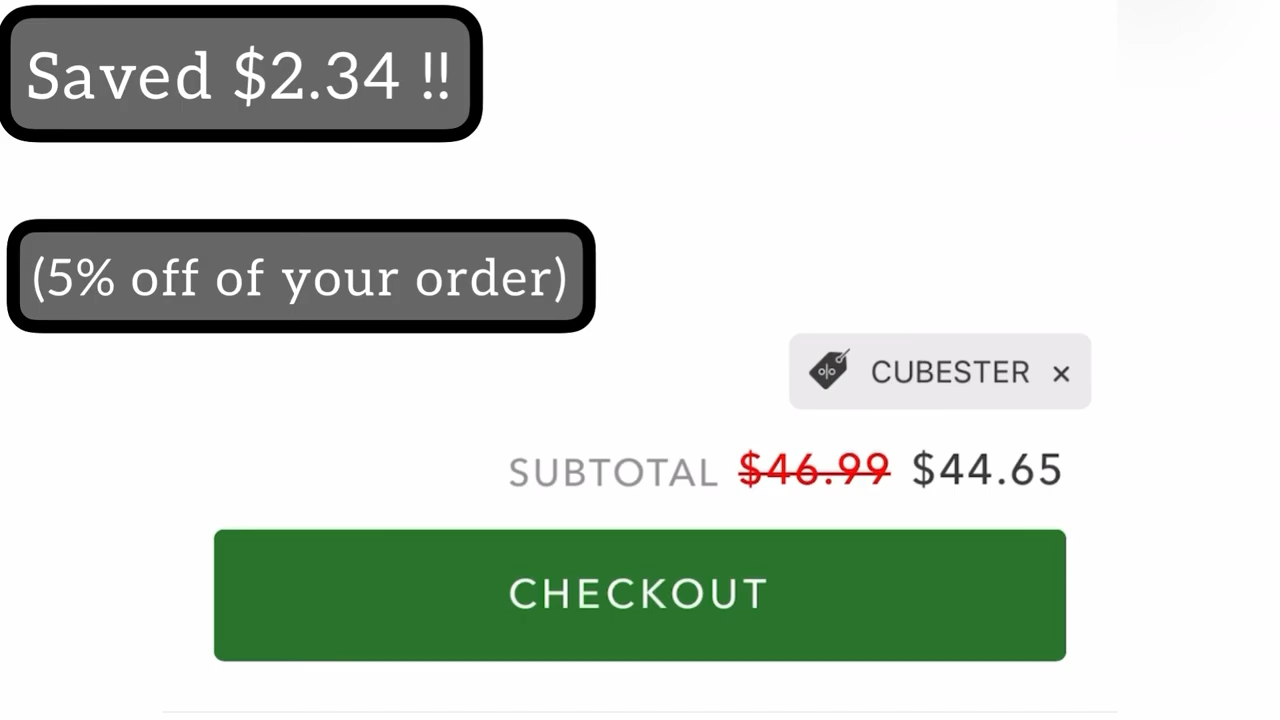 Saved $2.34 !!
(5% off of your order)
CUBESTER ×
SUBTOTAL $46.99 $44.65
CHECKOUT